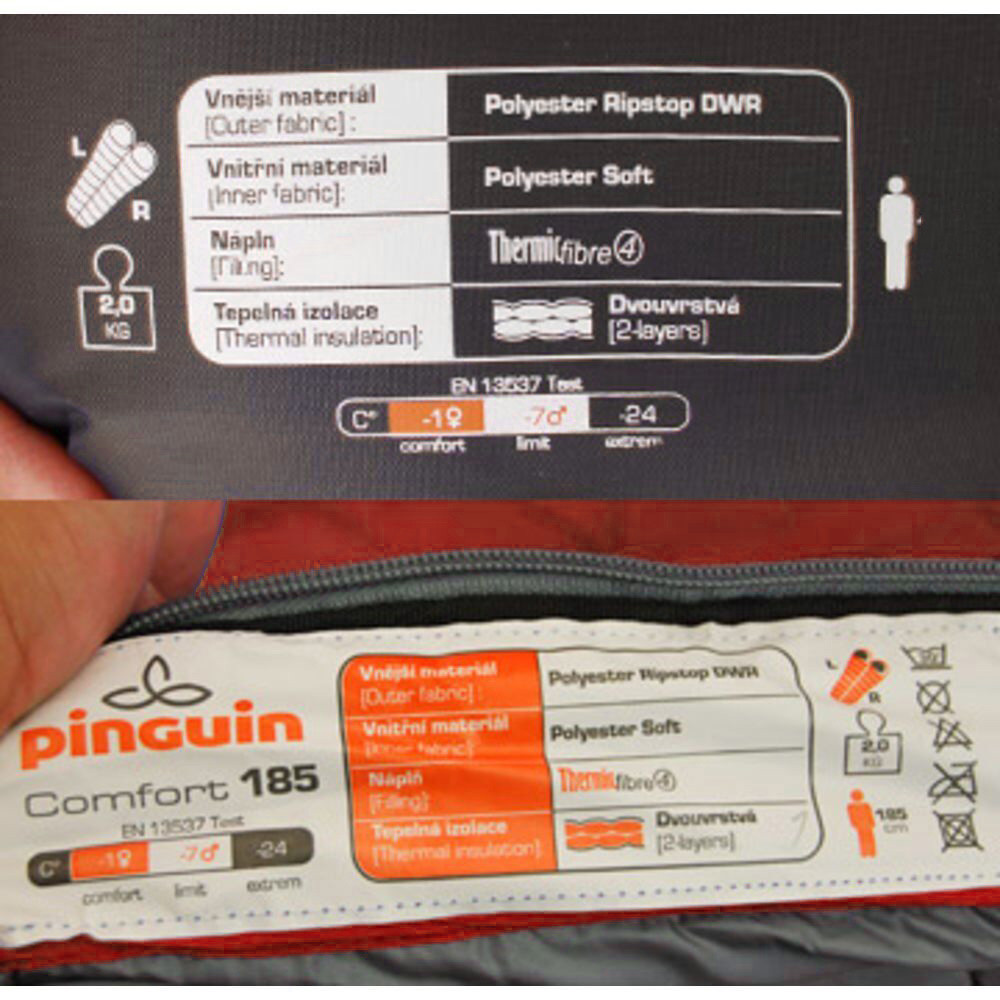 Vnější materiál
[Outer fabric] :
Polyester Ripstop DWR
Vnitřní materiál
[Inner fabric]:
Polyester Soft
Náplň
[Filling]:
Thermicfibre 4
Tepelná izolace
[Thermal insulation]:
Dvouvrstvá
[2-layers]
L
R
2,0
KG
EN 13537 Test
C° -1♀ -7♂ -24
comfort limit extrem
pinguin
Comfort 185
EN 13537 Test
C° -1♀ -7♂ -24
comfort limit extrem
Vnější materiál
[Outer fabric] :
Polyester Ripstop DWR
Vnitřní materiál
[Inner fabric]:
Polyester Soft
Náplň
[Filling]:
Thermicfibre 4
Tepelná izolace
[Thermal insulation]:
Dvouvrstvá
[2-layers]
L
R
2,0
KG
185
cm